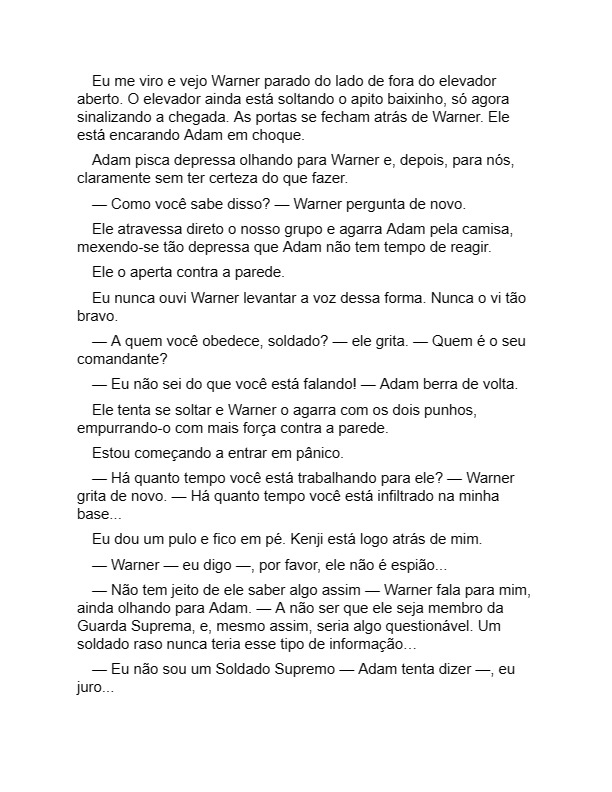 Eu me viro e vejo Warner parado do lado de fora do elevador
aberto. O elevador ainda está soltando o apito baixinho, só agora
sinalizando a chegada. As portas se fecham atrás de Warner. Ele
está encarando Adam em choque.
Adam pisca depressa olhando para Warner e, depois, para nós,
claramente sem ter certeza do que fazer.
— Como você sabe disso? — Warner pergunta de novo.
Ele atravessa direto o nosso grupo e agarra Adam pela camisa,
mexendo-se tão depressa que Adam não tem tempo de reagir.
Ele o aperta contra a parede.
Eu nunca ouvi Warner levantar a voz dessa forma. Nunca o vi tão
bravo.
— A quem você obedece, soldado? — ele grita. — Quem é o seu
comandante?
— Eu não sei do que você está falando! — Adam berra de volta.
Ele tenta se soltar e Warner o agarra com os dois punhos,
empurrando-o com mais força contra a parede.
Estou começando a entrar em pânico.
— Há quanto tempo você está trabalhando para ele? — Warner
grita de novo. — Há quanto tempo você está infiltrado na minha
base...
Eu dou um pulo e fico em pé. Kenji está logo atrás de mim.
— Warner — eu digo —, por favor, ele não é espião...
— Não tem jeito de ele saber algo assim — Warner fala para mim,
ainda olhando para Adam. — A não ser que ele seja membro da
Guarda Suprema, e, mesmo assim, seria algo questionável. Um
soldado raso nunca teria esse tipo de informação…
— Eu não sou um Soldado Supremo — Adam tenta dizer —, eu
juro...